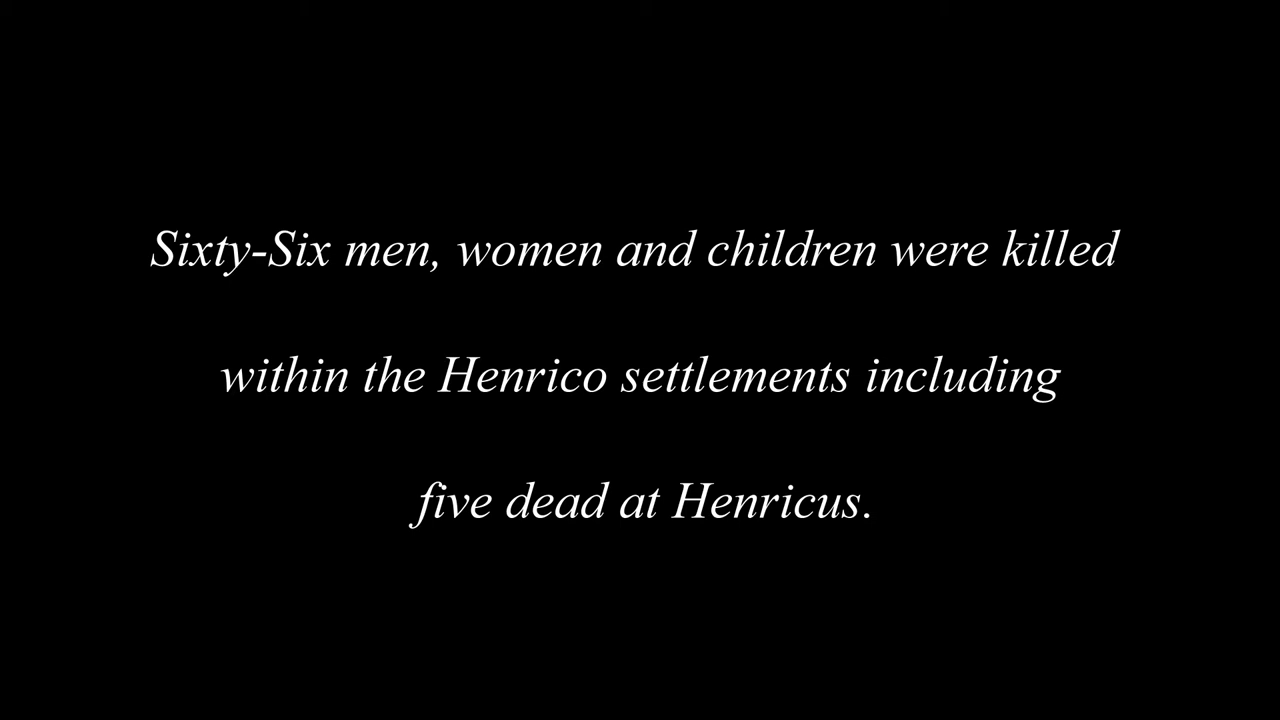 Sixty-Six men, women and children were killed
within the Henrico settlements including
five dead at Henricus.